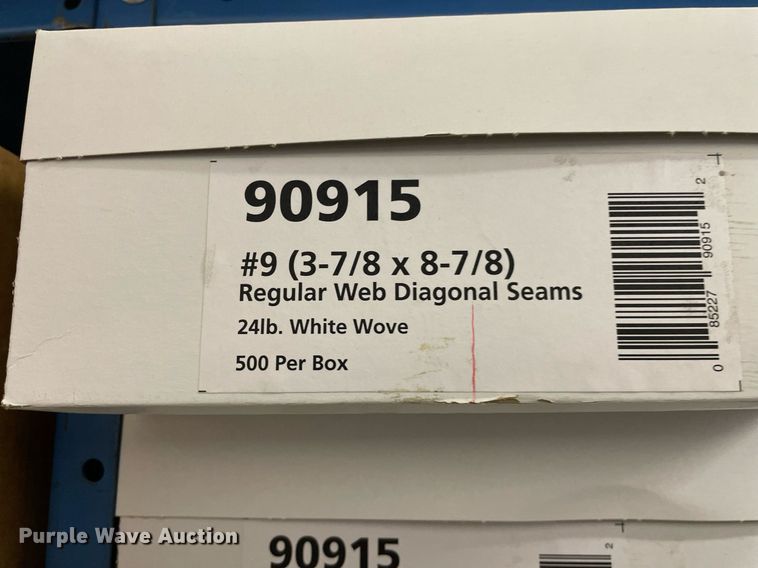 90915
#9 (3-7/8 x 8-7/8)
Regular Web Diagonal Seams
24lb. White Wove
500 Per Box
0 85227 90915 2
90915
2
Purple Wave Auction